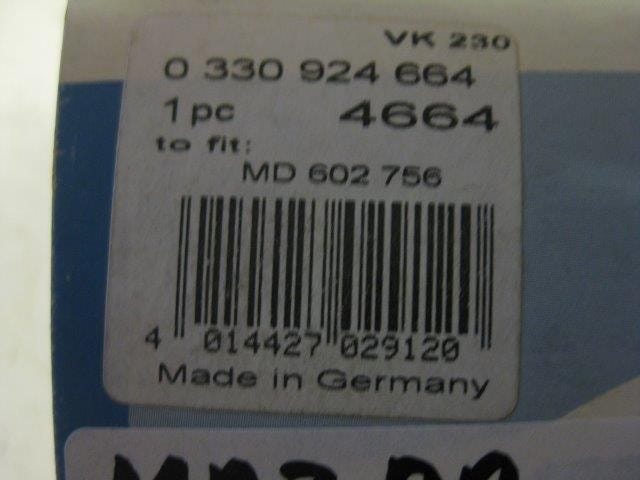 VK 230
0 330 924 664
1 pc 4664
to fit:
MD 602 756
4 014427 029120
Made in Germany